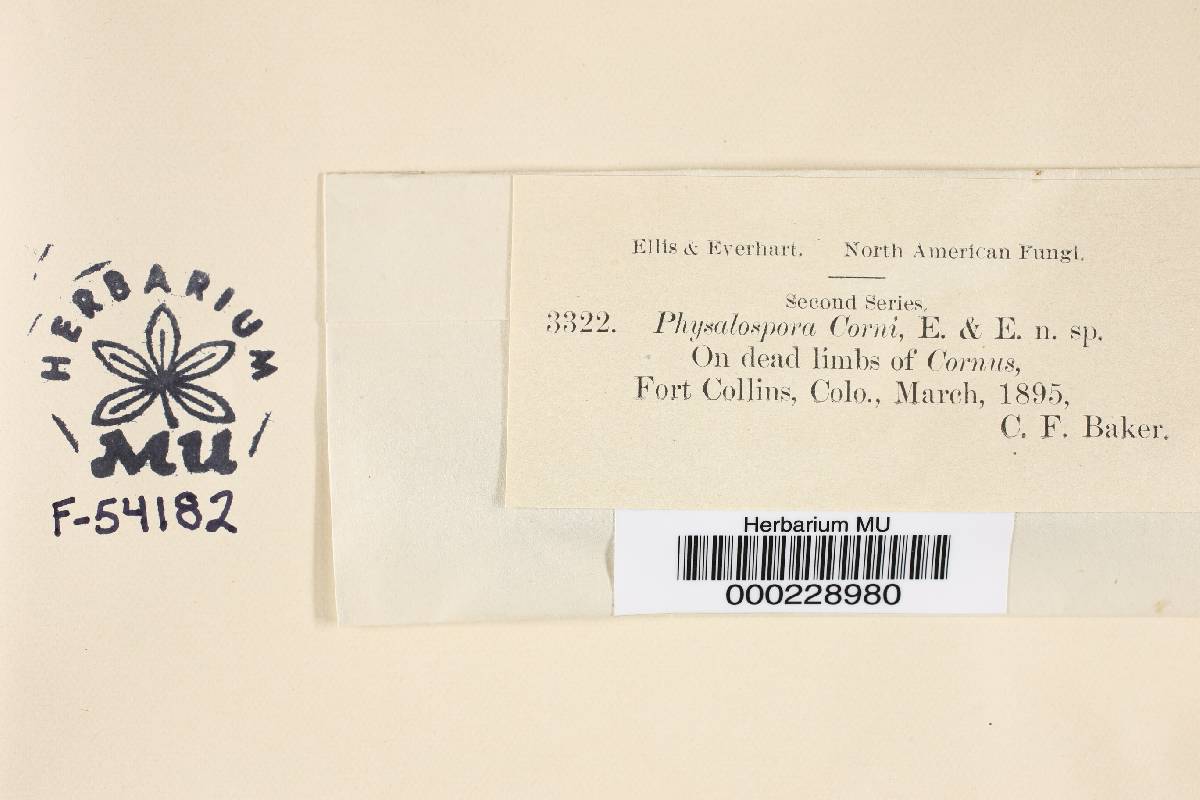 HERBARIUM
MU
F-54182
Ellis & Everhart. North American Fungi.
Second Series.
3322. Physalospora Corni, E. & E. n. sp.
On dead limbs of Cornus,
Fort Collins, Colo., March, 1895,
C. F. Baker.
Herbarium MU
000228980